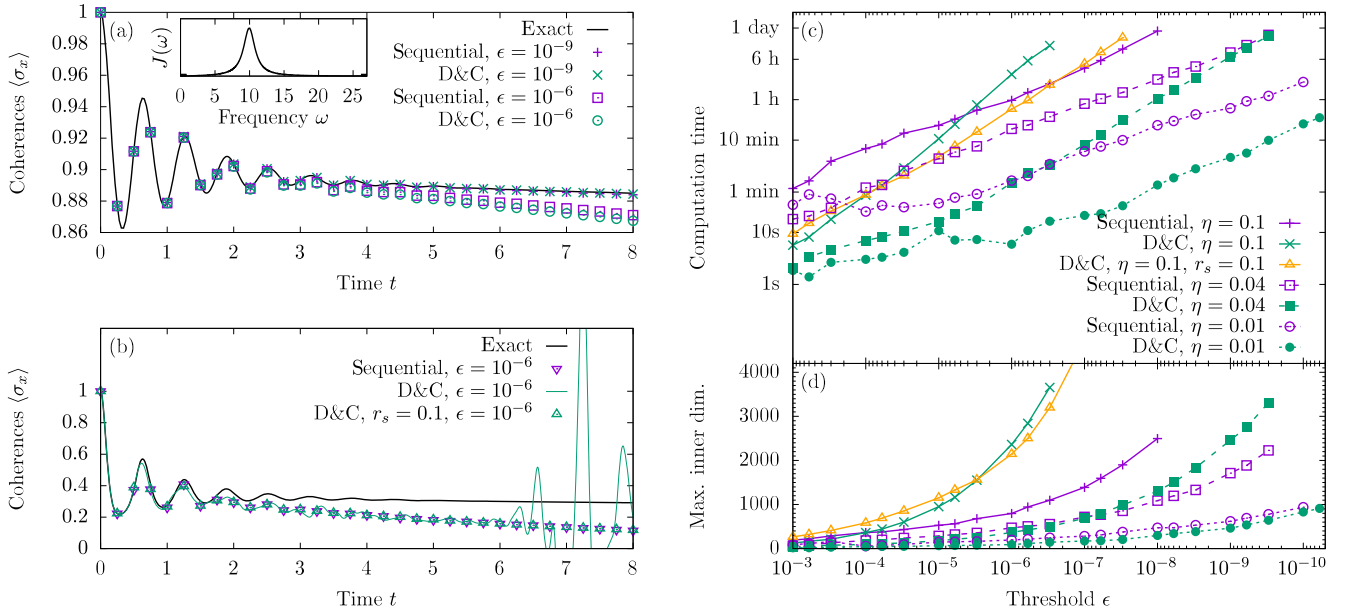 (a)
Coherences ⟨σ_x⟩
1
0.98
0.96
0.94
0.92
0.9
0.88
0.86
0 1 2 3 4 5 6 7 8
Time t
J(ω)
0 5 10 15 20 25
Frequency ω
Exact
Sequential, ϵ = 10^{-9}
D&C, ϵ = 10^{-9}
Sequential, ϵ = 10^{-6}
D&C, ϵ = 10^{-6}
(b)
Coherences ⟨σ_x⟩
1
0.8
0.6
0.4
0.2
0
0 1 2 3 4 5 6 7 8
Time t
Exact
Sequential, ϵ = 10^{-6}
D&C, ϵ = 10^{-6}
D&C, r_s = 0.1, ϵ = 10^{-6}
(c)
Computation time
1 day
6 h
1 h
10 min
1 min
10s
1s
Sequential, η = 0.1
D&C, η = 0.1
D&C, η = 0.1, r_s = 0.1
Sequential, η = 0.04
D&C, η = 0.04
Sequential, η = 0.01
D&C, η = 0.01
(d)
Max. inner dim.
4000
3000
2000
1000
0
10^{-3} 10^{-4} 10^{-5} 10^{-6} 10^{-7} 10^{-8} 10^{-9} 10^{-10}
Threshold ϵ